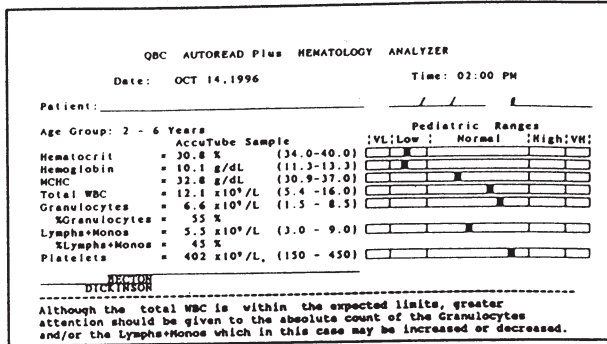 QBC AUTOREAD Plus HEMATOLOGY ANALYZER
Date: OCT 14,1996 Time: 02:00 PM
Patient:
Age Group: 2 - 6 Years Pediatric Ranges
AccuTube Sample VL Low Normal High VH
Hematocrit = 30.8 % (34.0-40.0)
Hemoglobin = 10.1 g/dL (11.3-13.3)
MCHC = 32.8 g/dL (30.9-37.0)
Total WBC = 12.1 x10⁹/L (5.4 -16.0)
Granulocytes = 6.6 x10⁹/L (1.5 - 8.5)
%Granulocytes = 55 %
Lymphs+Monos = 5.5 x10⁹/L (3.0 - 9.0)
%Lymphs+Monos = 45 %
Platelets = 402 x10⁹/L, (150 - 450)
BECTON
DICKINSON
Although the total WBC is within the expected limits, greater
attention should be given to the absolute count of the Granulocytes
and/or the Lymphs+Monos which in this case may be increased or decreased.